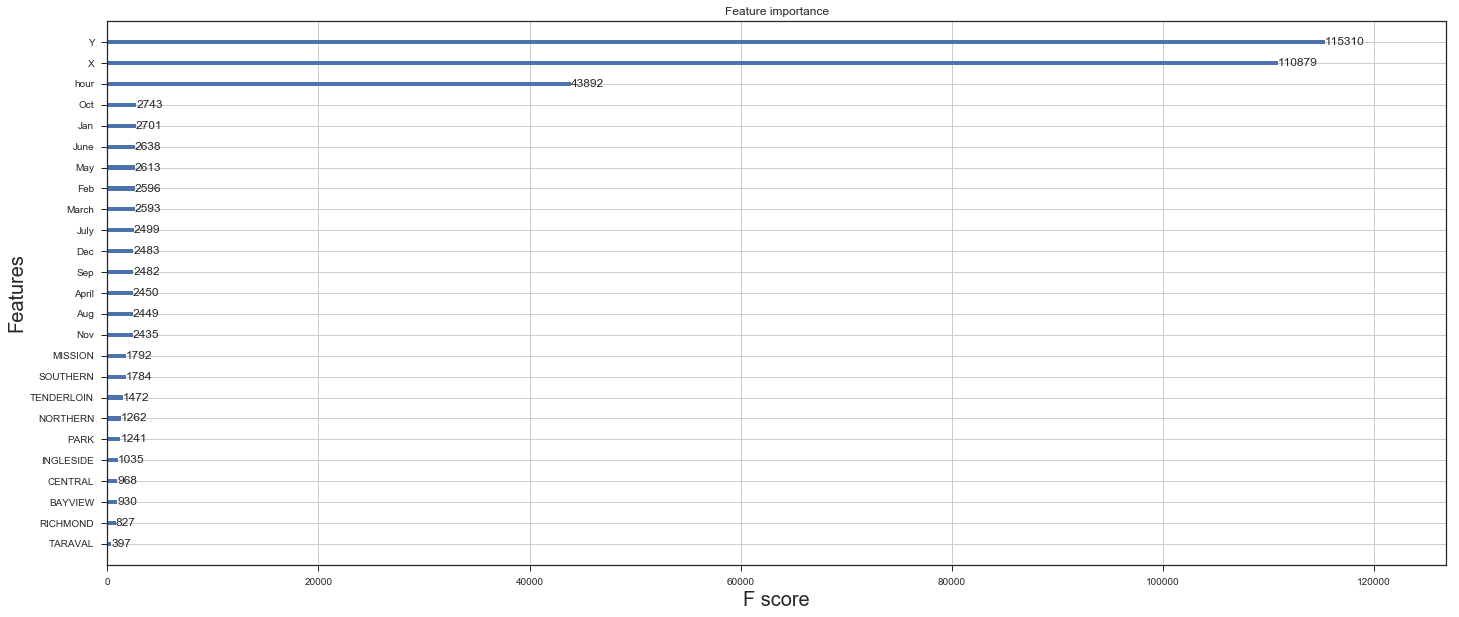 Feature importance
Y 115310
X 110879
hour 43892
Oct 2743
Jan 2701
June 2638
May 2613
Feb 2596
March 2593
July 2499
Dec 2483
Sep 2482
April 2450
Aug 2449
Nov 2435
MISSION 1792
SOUTHERN 1784
TENDERLOIN 1472
NORTHERN 1262
PARK 1241
INGLESIDE 1035
CENTRAL 968
BAYVIEW 930
RICHMOND 827
TARAVAL 397
Features
0 20000 40000 60000 80000 100000 120000
F score